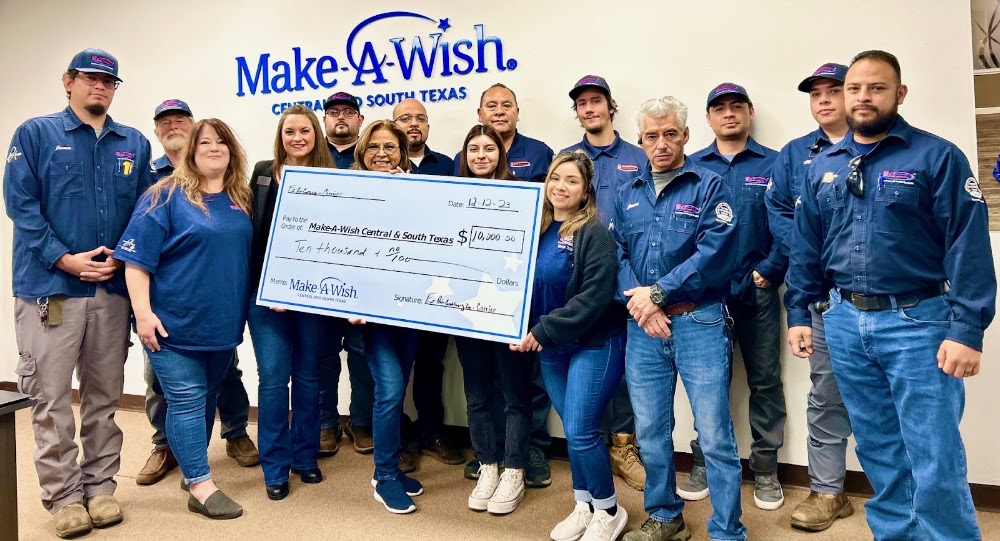 Make-A-Wish®
CENTRAL AND SOUTH TEXAS
Date: 12-12-23
Pay to the
Order of: Make-A-Wish Central & South Texas $ 10,000.00
Ten thousand + no/100 Dollars
Memo: Make-A-Wish
CENTRAL AND SOUTH TEXAS
Signature: